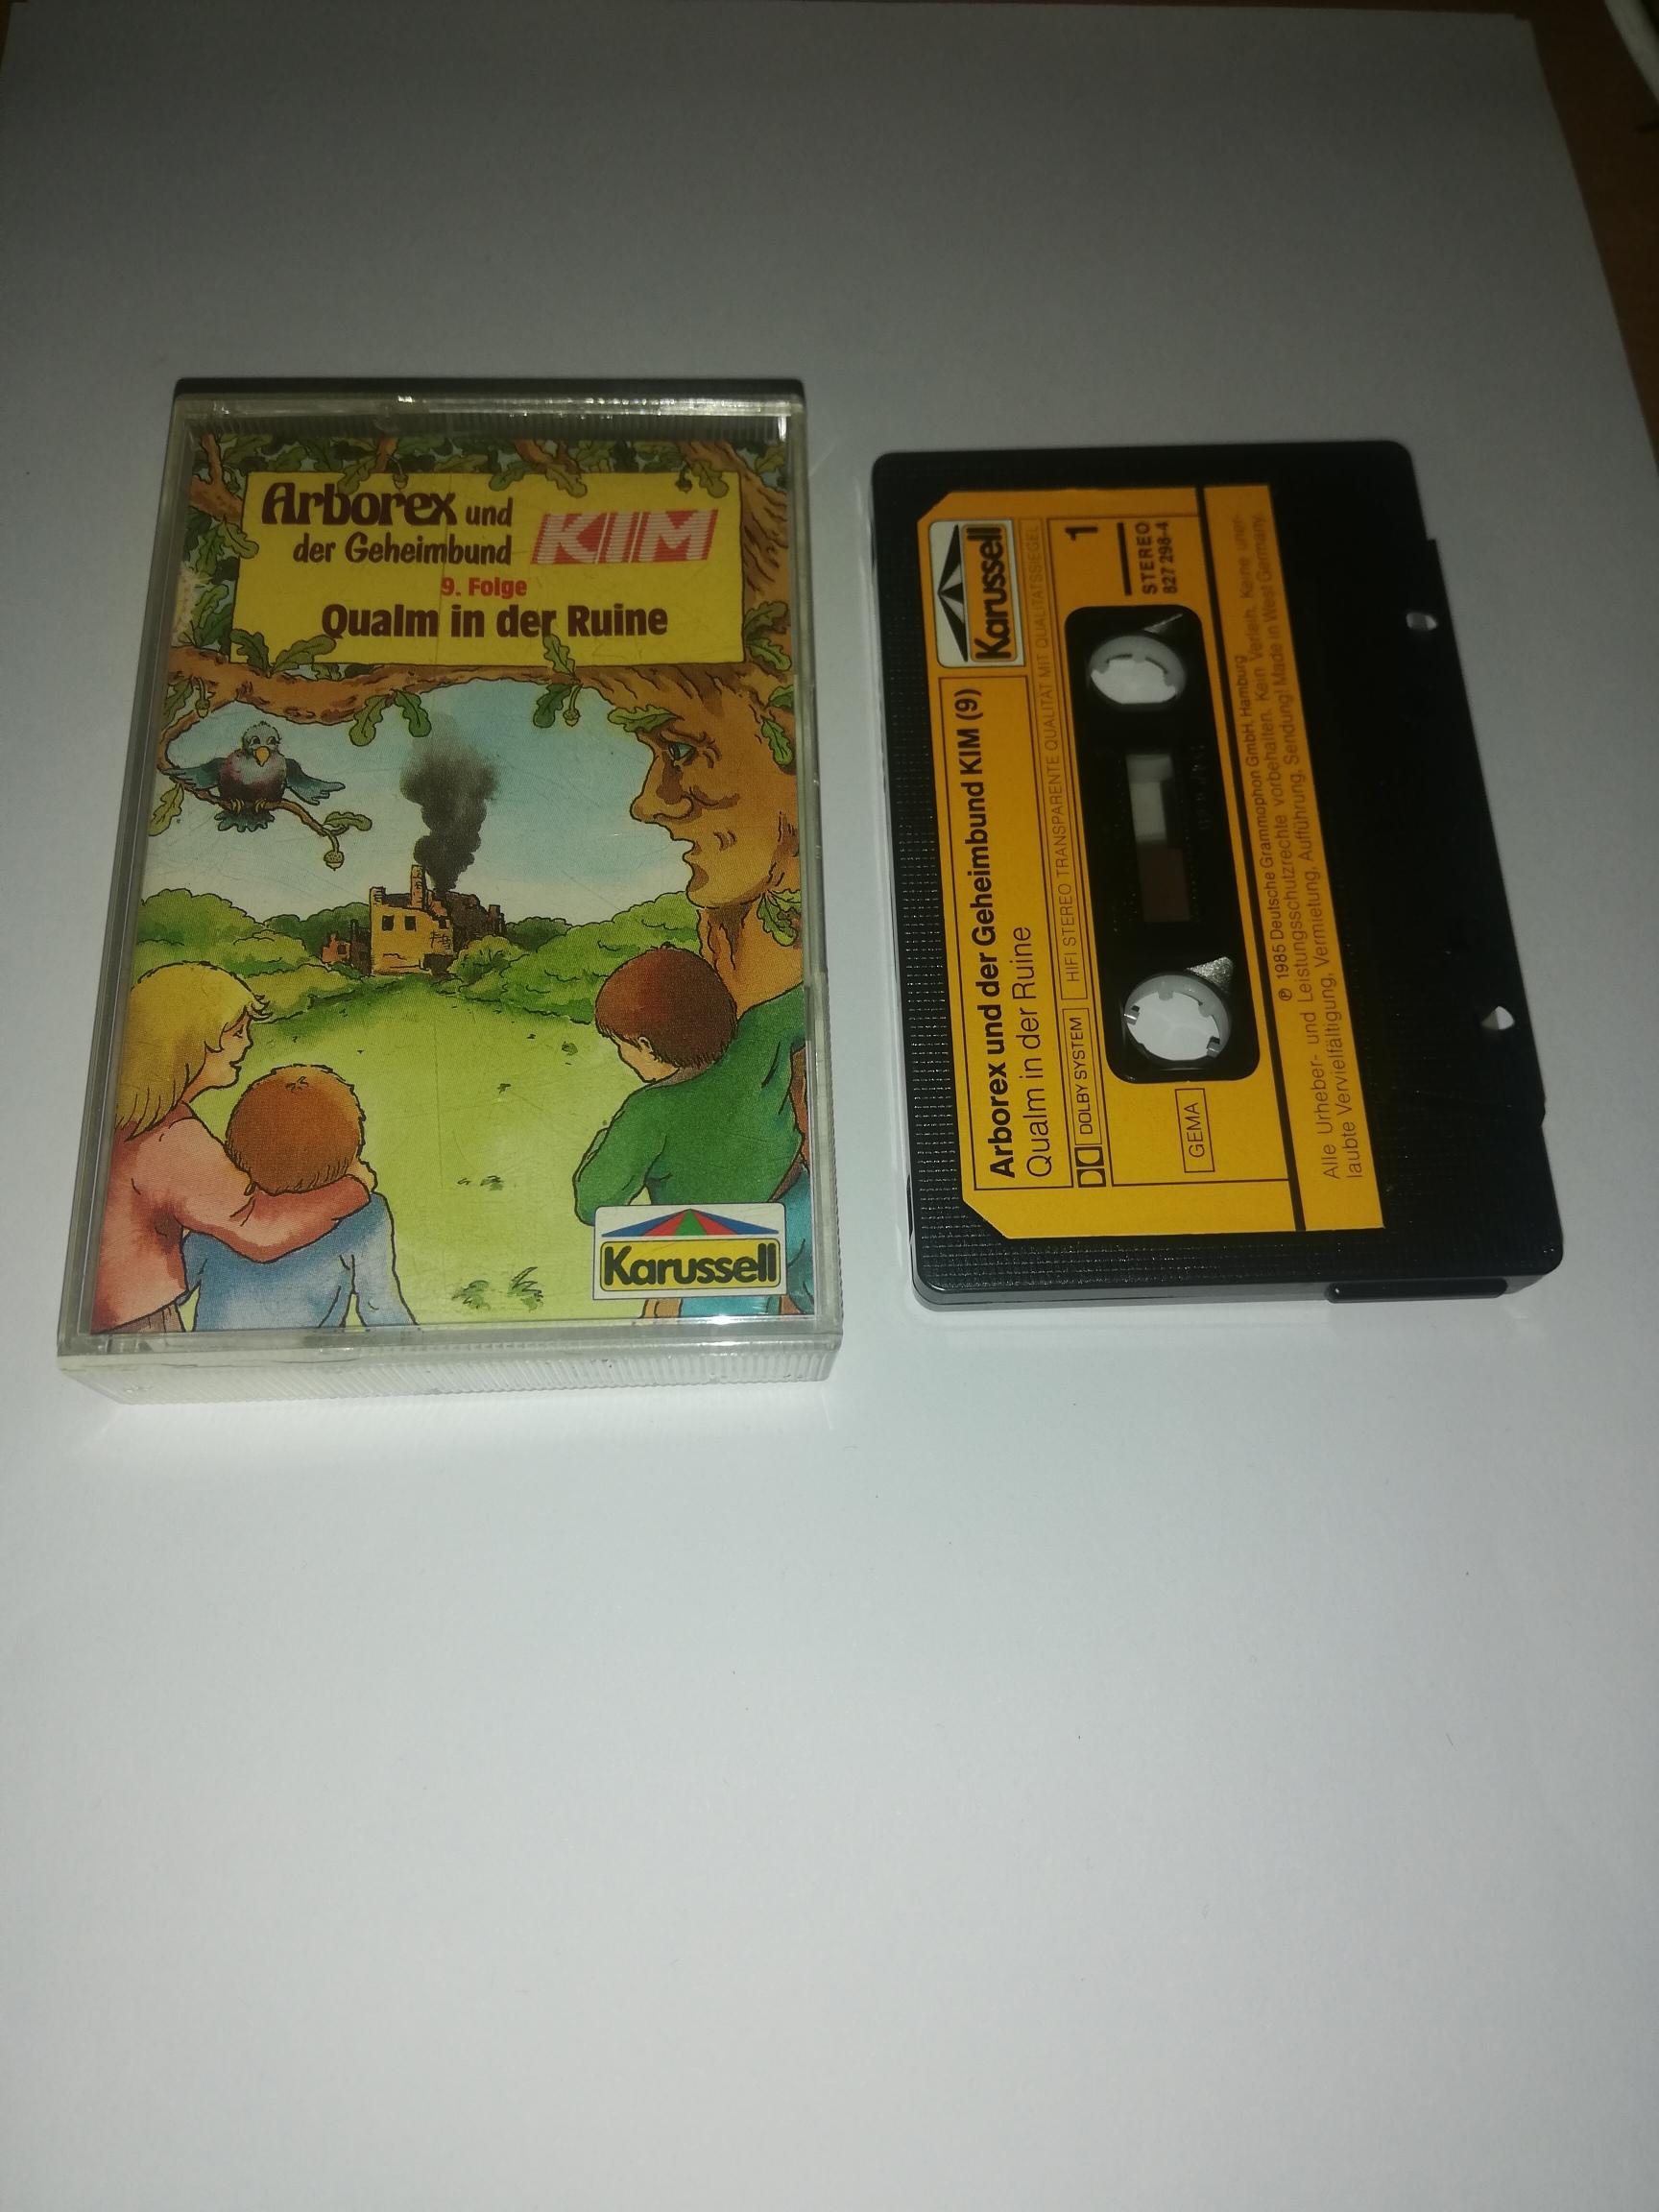 Arborex und
der Geheimbund
KIM
9. Folge
Qualm in der Ruine
Karussell
Karussell
Arborex und der Geheimbund KIM (9)
Qualm in der Ruine
DOLBY SYSTEM
HIFI STEREO TRANSPARENTE QUALITÄT MIT QUALITÄTSSIEGEL
1
STEREO
827 298-4
GEMA
℗ 1985 Deutsche Grammophon GmbH, Hamburg
Alle Urheber- und Leistungsschutzrechte vorbehalten. Kein Verleih. Keine uner-
laubte Vervielfältigung, Vermietung, Aufführung, Sendung! Made in West Germany.